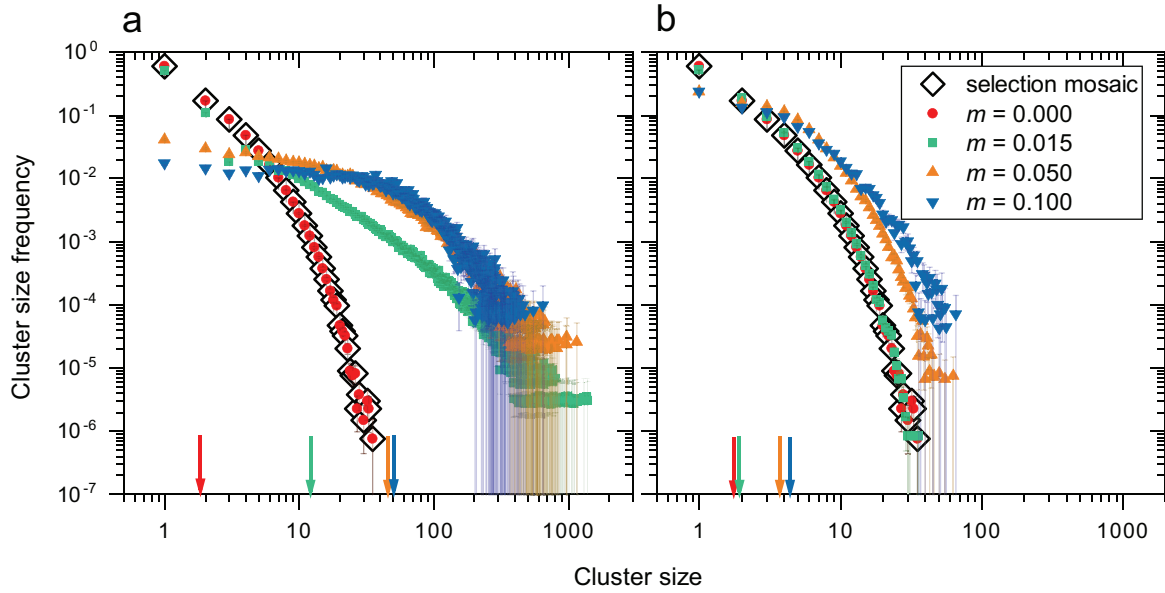 a
b
Cluster size frequency
10^0
10^-1
10^-2
10^-3
10^-4
10^-5
10^-6
10^-7
selection mosaic
m = 0.000
m = 0.015
m = 0.050
m = 0.100
1 10 100 1000
1 10 100 1000
Cluster size